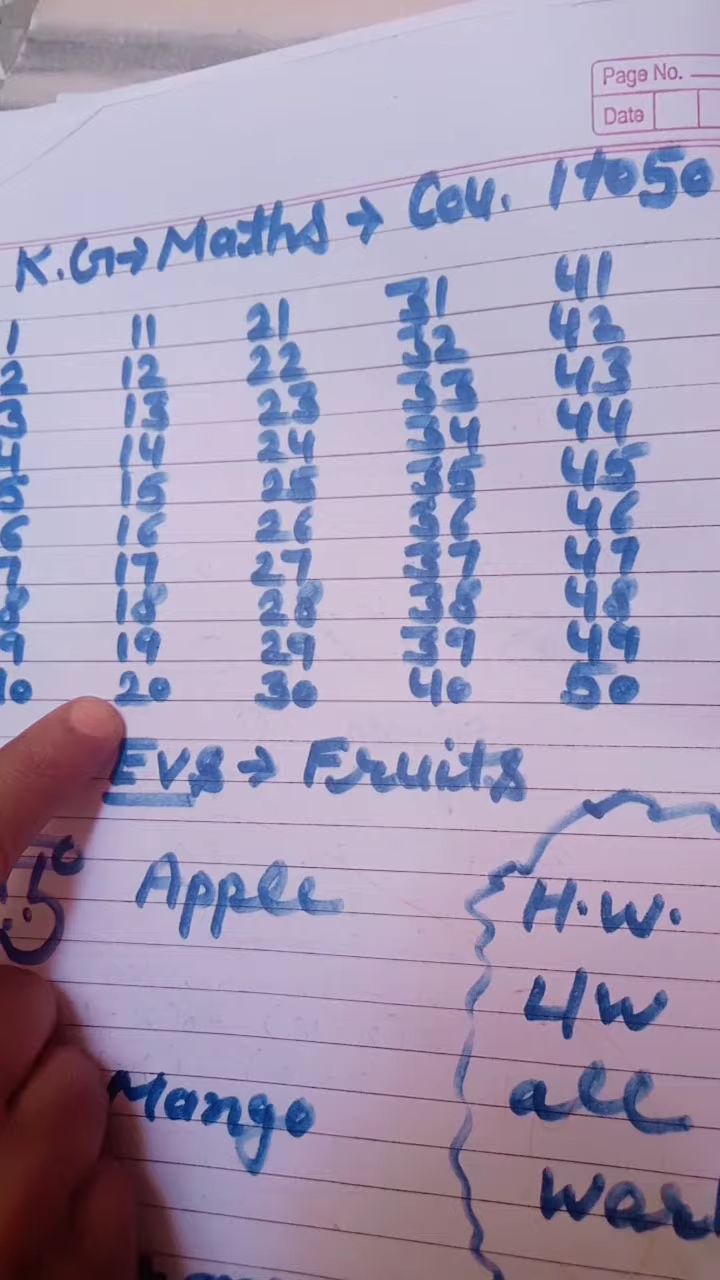 Page No.
Date
K.G → Maths → Cou. 1 to 50
1 11 21 31 41
2 12 22 32 42
3 13 23 33 43
4 14 24 34 44
5 15 25 35 45
6 16 26 36 46
7 17 27 37 47
8 18 28 38 48
9 19 29 39 49
10 20 30 40 50
EVS → Fruits
Apple
Mango
H.W.
L/W
all